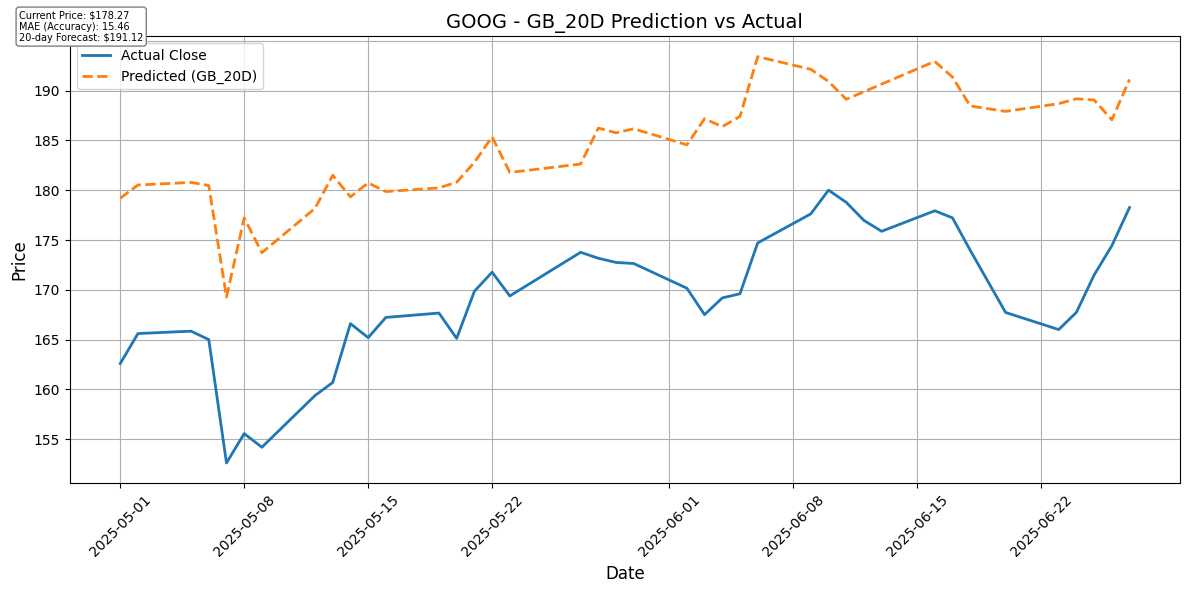 GOOG - GB_20D Prediction vs Actual
Current Price: $178.27
MAE (Accuracy): 15.46
20-day Forecast: $191.12
Actual Close
Predicted (GB_20D)
Price
190
185
180
175
170
165
160
155
2025-05-01
2025-05-08
2025-05-15
2025-05-22
2025-06-01
2025-06-08
2025-06-15
2025-06-22
Date